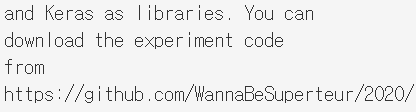 and Keras as libraries. You can
download the experiment code
from
https://github.com/WannaBeSuperteur/2020/